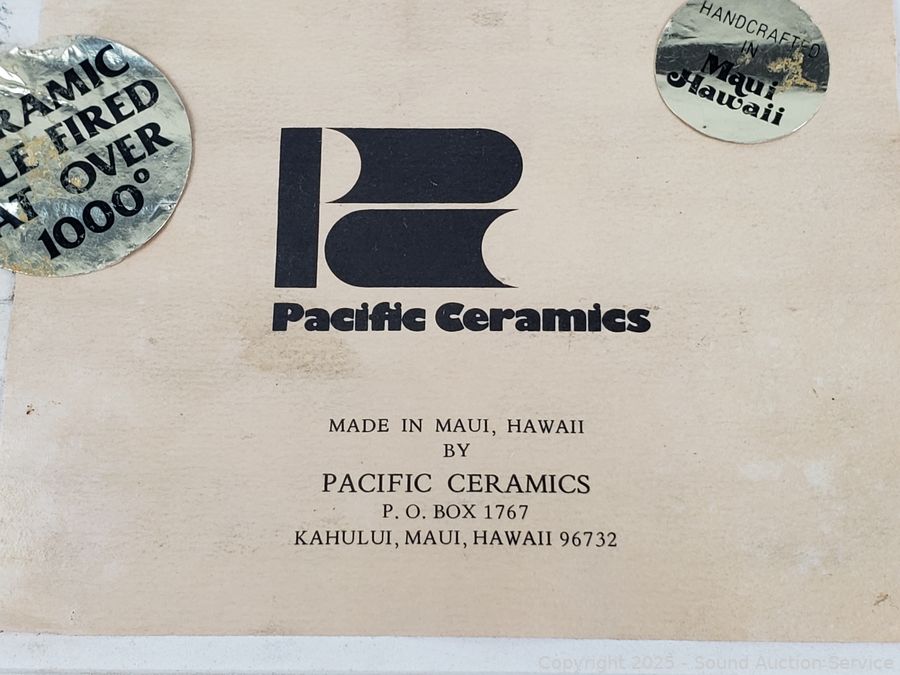 HANDCRAFTED
IN
Maui
Hawaii
RAMIC
LE FIRED
AT OVER
1000°
Pacific Ceramics
MADE IN MAUI, HAWAII
BY
PACIFIC CERAMICS
P. O. BOX 1767
KAHULUI, MAUI, HAWAII 96732
Copyright 2025 - Sound Auction Service